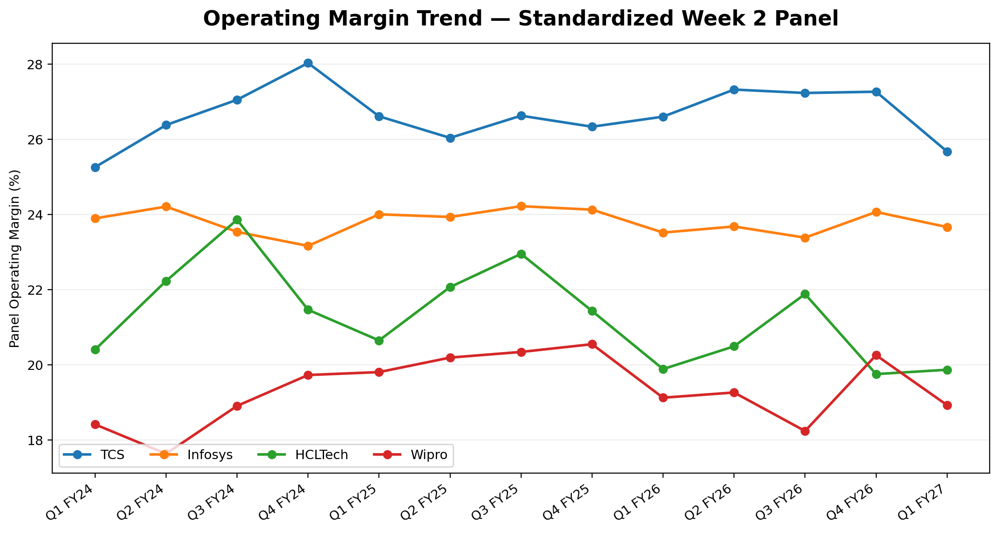 Operating Margin Trend — Standardized Week 2 Panel
Panel Operating Margin (%)
28
26
24
22
20
18
TCS Infosys HCLTech Wipro
Q1 FY24 Q2 FY24 Q3 FY24 Q4 FY24 Q1 FY25 Q2 FY25 Q3 FY25 Q4 FY25 Q1 FY26 Q2 FY26 Q3 FY26 Q4 FY26 Q1 FY27